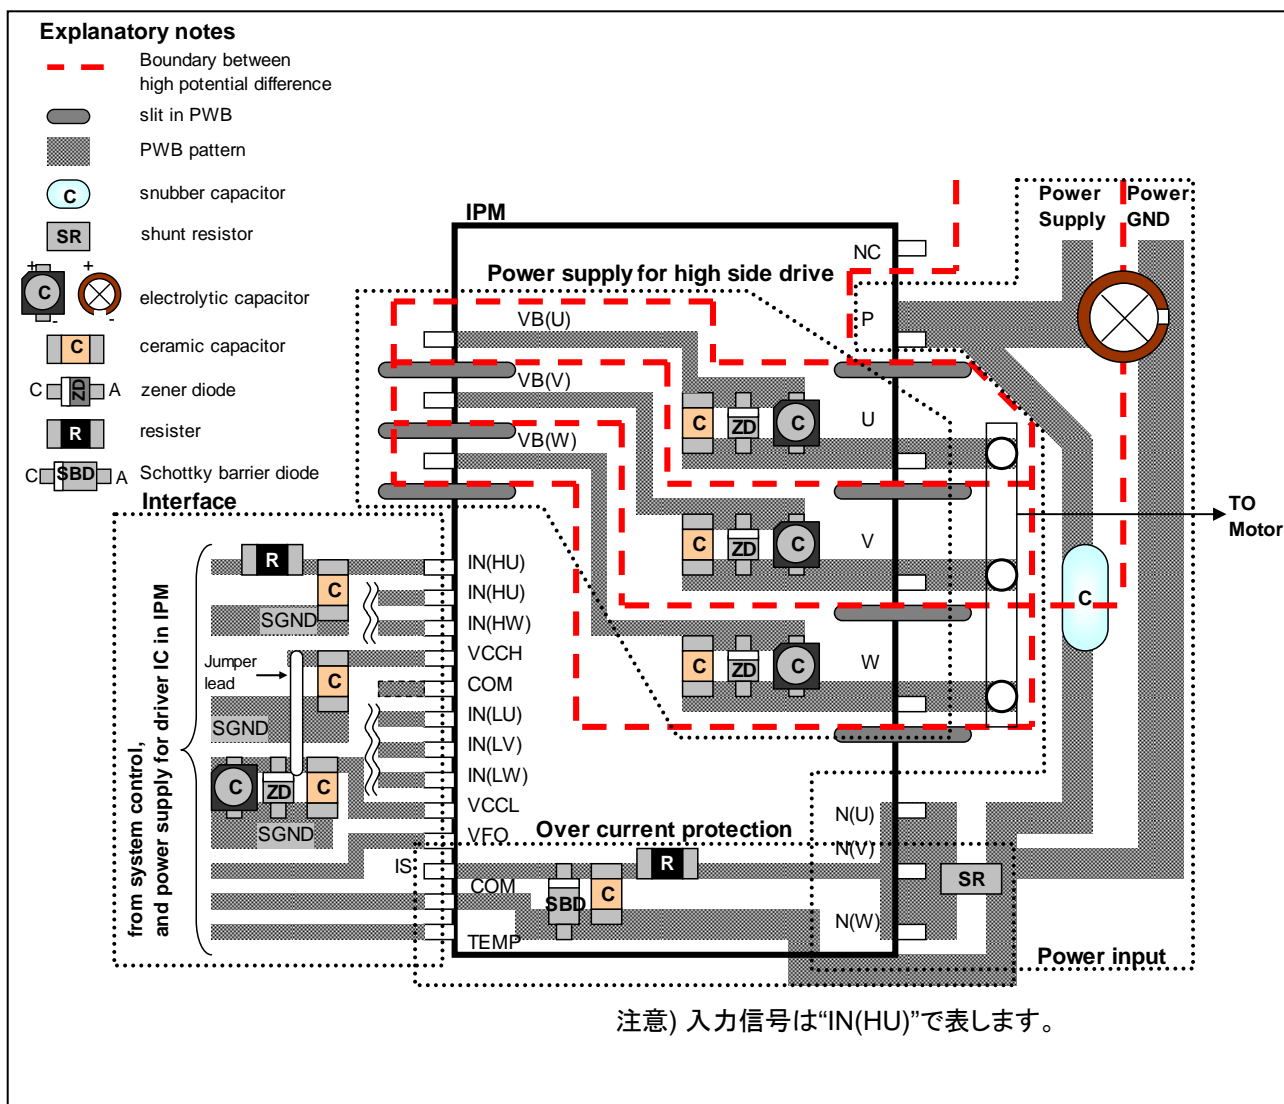 Explanatory notes
Boundary between
high potential difference
slit in PWB
PWB pattern
C
snubber capacitor
SR
shunt resistor
+
C
-
+
-
electrolytic capacitor
C
ceramic capacitor
C
ZD
A
zener diode
R
resister
C
SBD
A
Schottky barrier diode
IPM
Power supply for high side drive
NC
P
Power
Supply
Power
GND
VB(U)
VB(V)
VB(W)
C
ZD
C
U
C
ZD
C
V
C
ZD
C
W
C
TO
Motor
Interface
from system control,
and power supply for driver IC in IPM
R
C
SGND
Jumper
lead
C
SGND
C
ZD
C
SGND
IN(HU)
IN(HU)
IN(HW)
VCCH
COM
IN(LU)
IN(LV)
IN(LW)
VCCL
VFO
IS
COM
TEMP
Over current protection
R
SBD
C
N(U)
N(V)
N(W)
SR
Power input
注意) 入力信号は“IN(HU)”で表します。